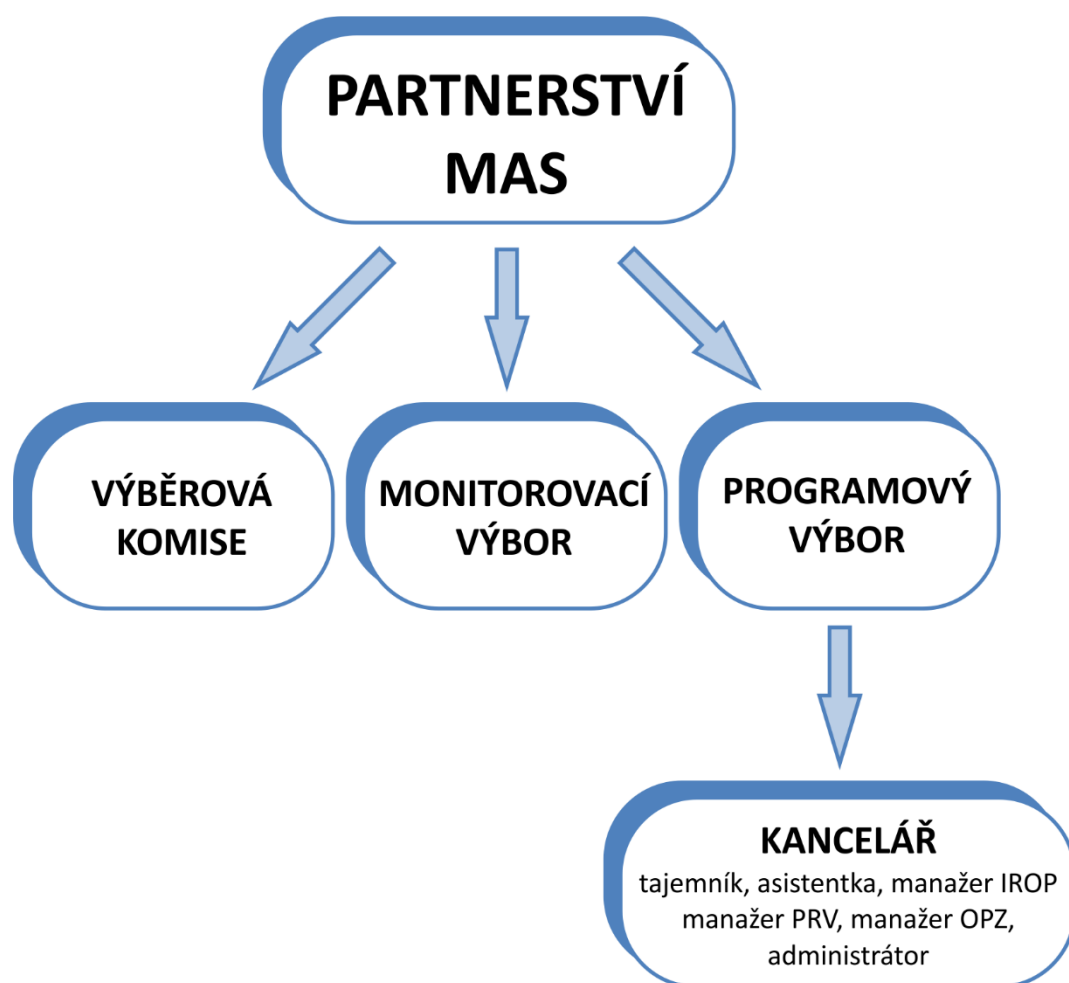 PARTNERSTVÍ
MAS
VÝBĚROVÁ
KOMISE
MONITOROVACÍ
VÝBOR
PROGRAMOVÝ
VÝBOR
KANCELÁŘ
tajemník, asistentka, manažer IROP
manažer PRV, manažer OPZ,
administrátor